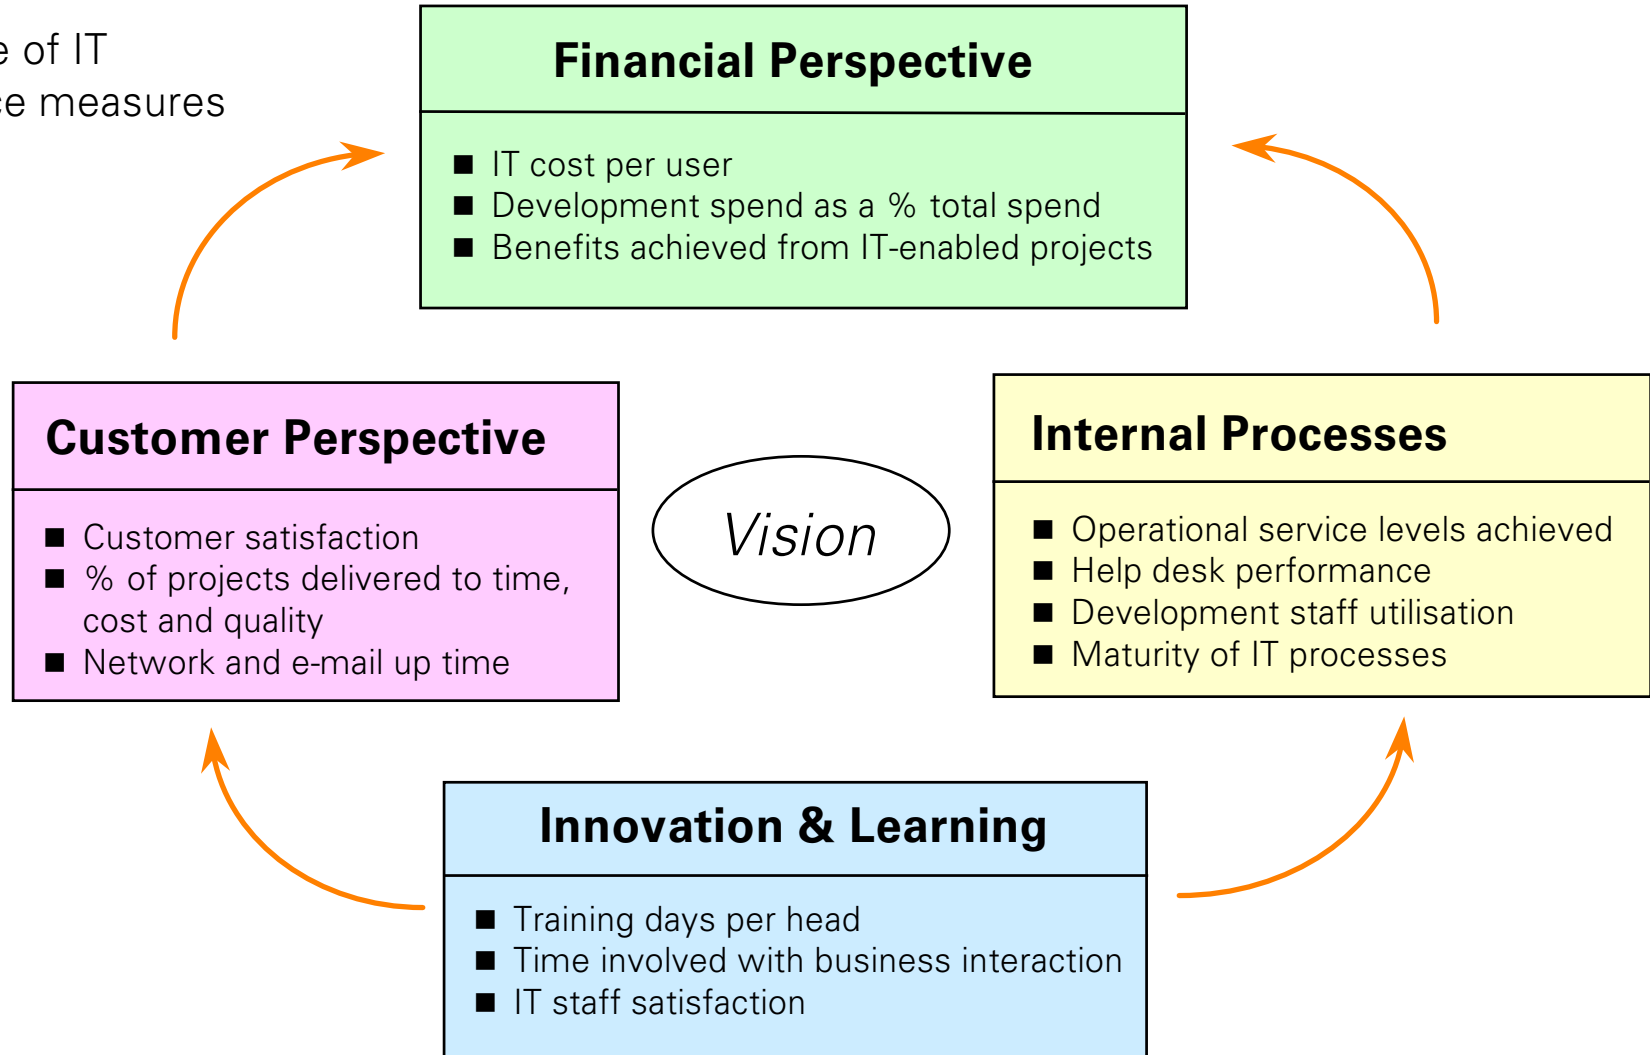 of IT
measures
Financial Perspective
■ IT cost per user
■ Development spend as a % total spend
■ Benefits achieved from IT-enabled projects
Customer Perspective
■ Customer satisfaction
■ % of projects delivered to time,
cost and quality
■ Network and e-mail up time
Vision
Internal Processes
■ Operational service levels achieved
■ Help desk performance
■ Development staff utilisation
■ Maturity of IT processes
Innovation & Learning
■ Training days per head
■ Time involved with business interaction
■ IT staff satisfaction